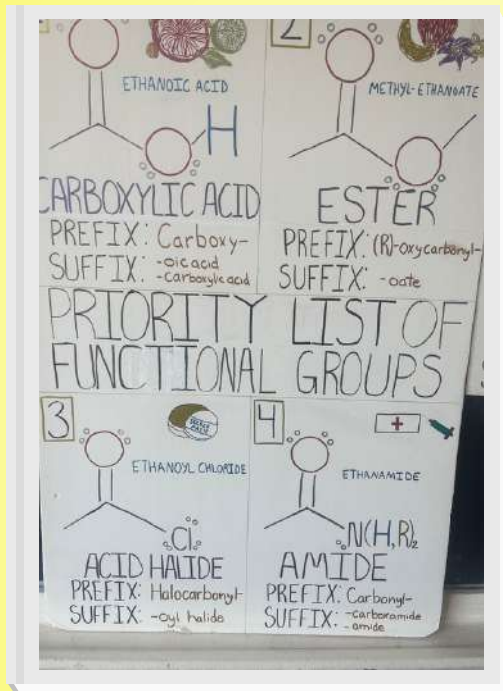 2
ETHANOIC ACID
METHYL-ETHANOATE
H
CARBOXYLIC ACID
PREFIX: Carboxy-
SUFFIX: -oic acid
-carboxylic acid
ESTER
PREFIX: (R)-oxycarbonyl-
SUFFIX: -oate
PRIORITY LIST OF
FUNCTIONAL GROUPS
3
ETHANOYL CHLORIDE
Cl
ACID HALIDE
PREFIX: Halocarbonyl-
SUFFIX: -oyl halide
4
ETHANAMIDE
N(H,R)₂
AMIDE
PREFIX: Carbonyl-
SUFFIX: -carboxamide
-amide